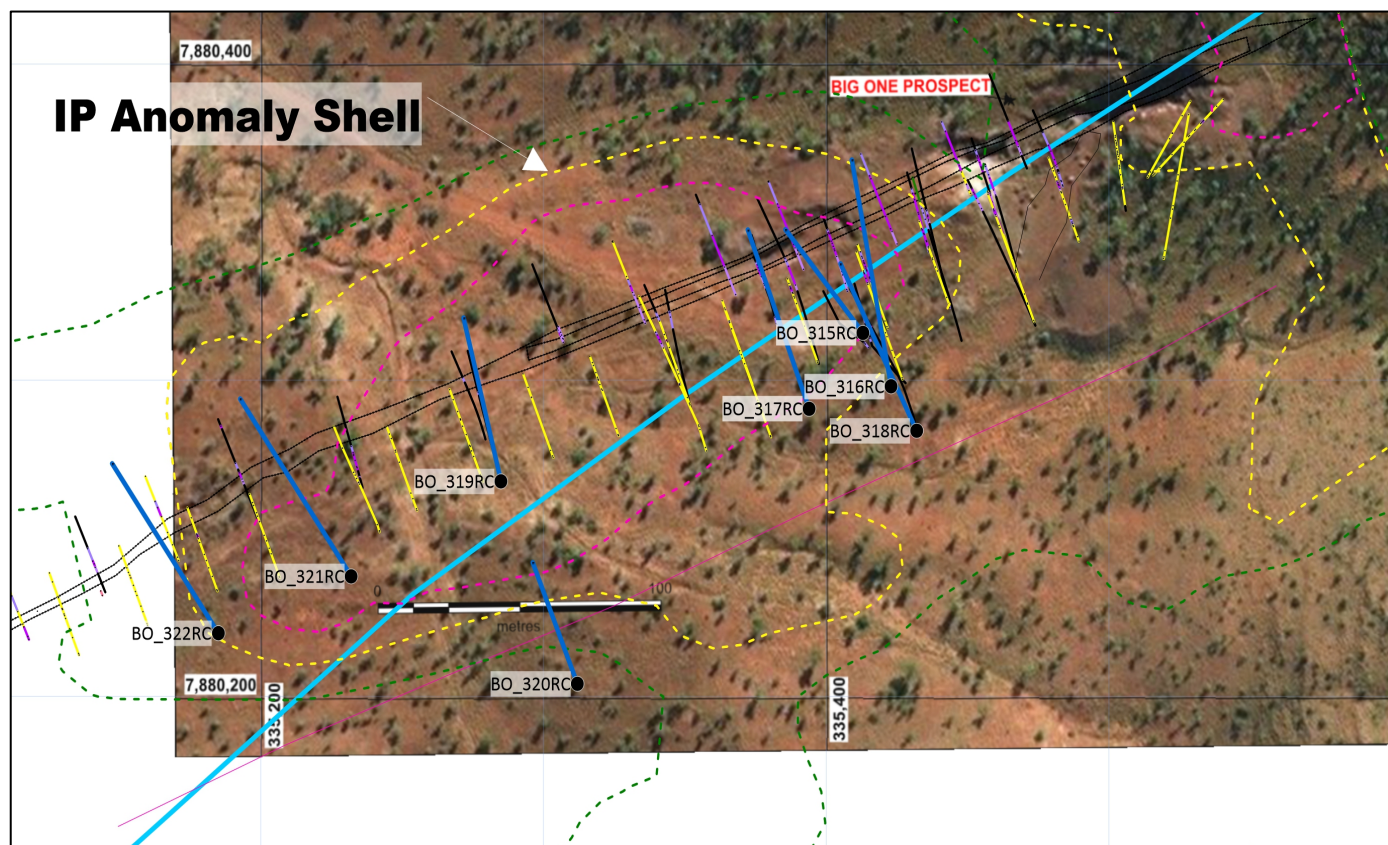 7,880,400
BIG ONE PROSPECT
IP Anomaly Shell
BO_315RC
BO_316RC
BO_317RC
BO_318RC
BO_319RC
BO_321RC
0
100
metres
BO_322RC
BO_320RC
7,880,200
335,200
335,400